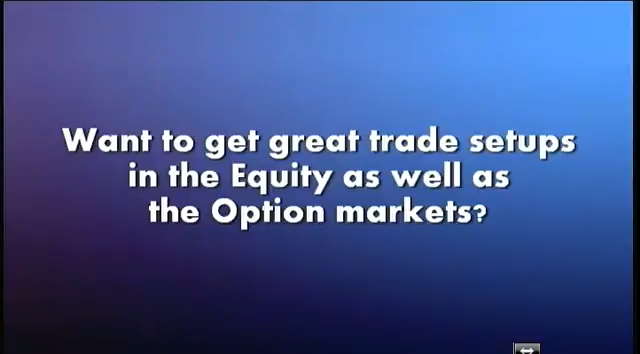 Want to get great trade setups
in the Equity as well as
the Option markets?